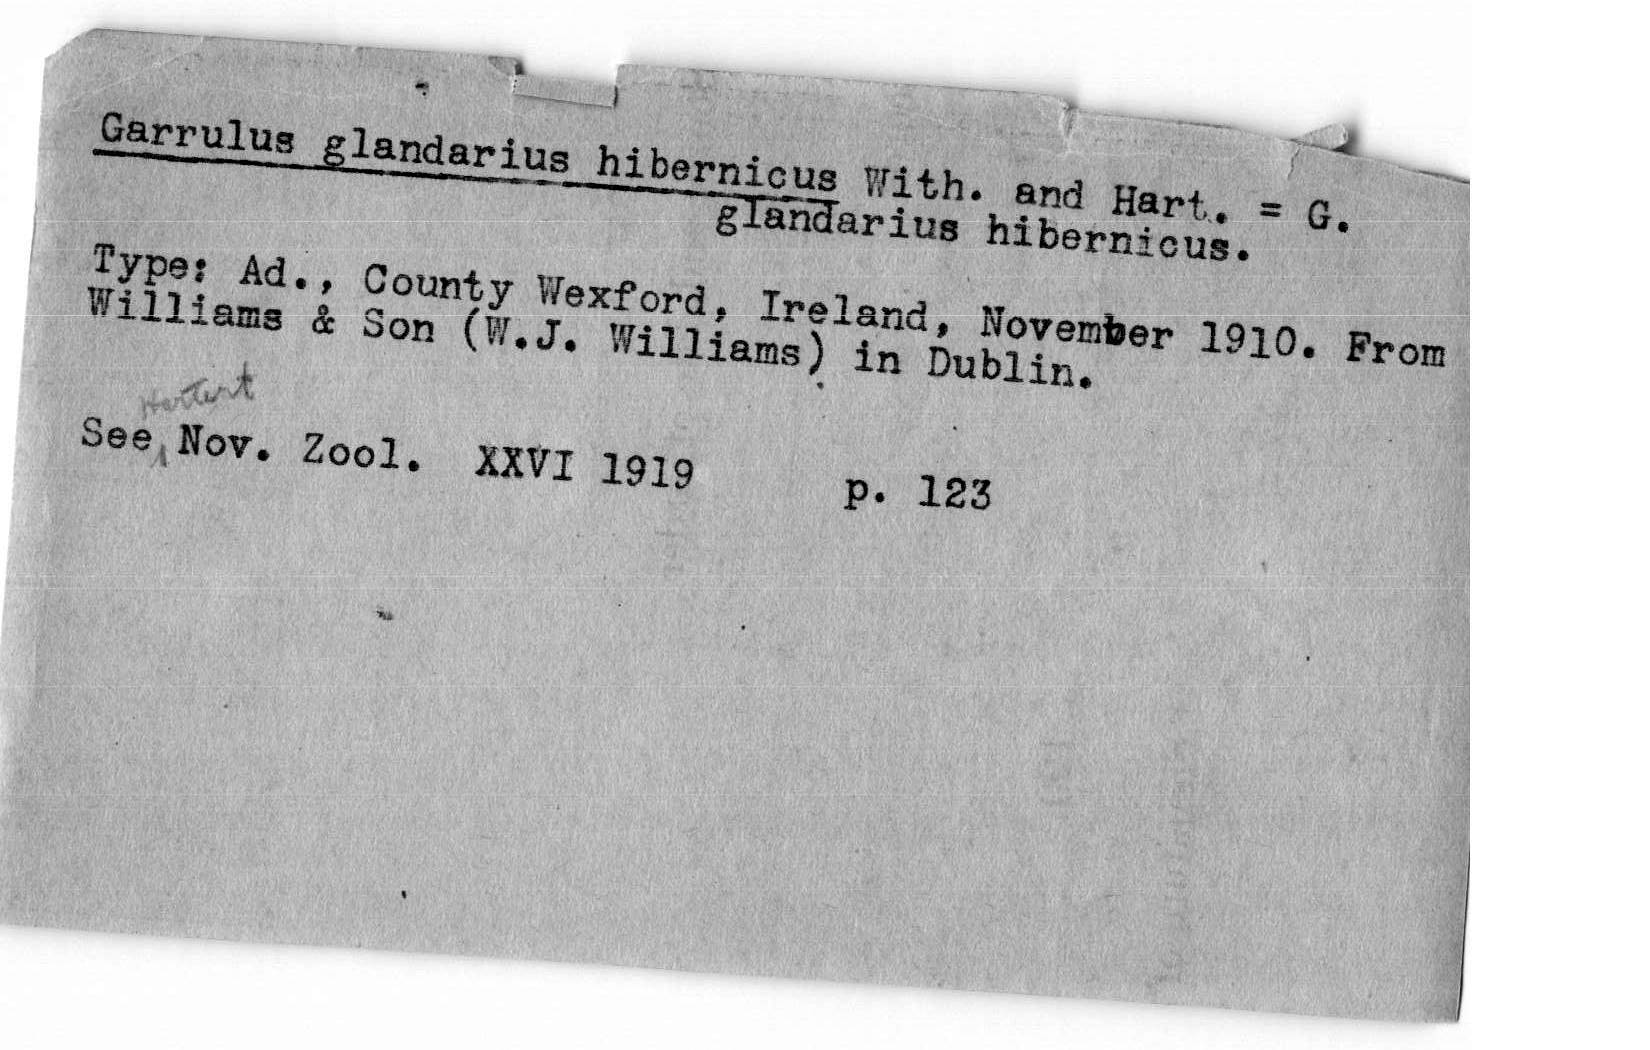 Garrulus glandarius hibernicus With. and Hart. = G.
glandarius hibernicus.
Type: Ad., County Wexford, Ireland, November 1910. From
Williams & Son (W.J. Williams) in Dublin.
Hartert
See Nov. Zool. XXVI 1919 p. 123